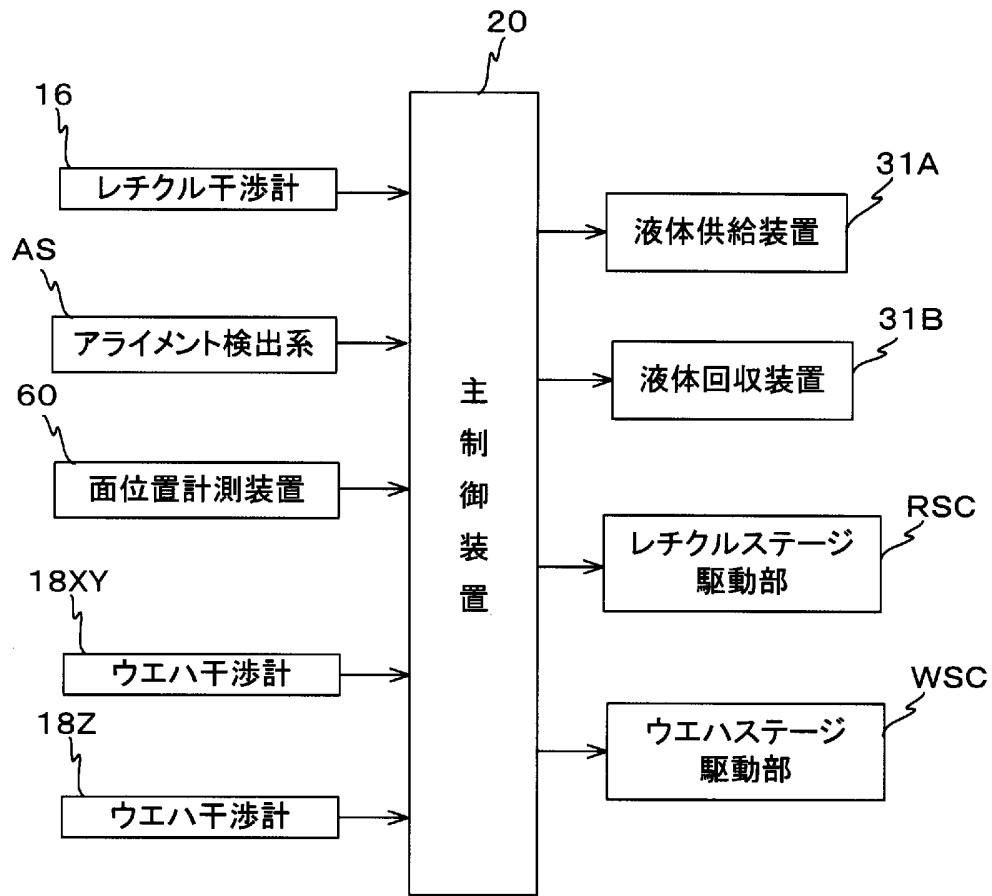 20
16
レチクル干渉計
AS
アライメント検出系
60
面位置計測装置
18XY
ウエハ干渉計
18Z
ウエハ干渉計
主制御装置
31A
液体供給装置
31B
液体回収装置
RSC
レチクルステージ
駆動部
WSC
ウエハステージ
駆動部